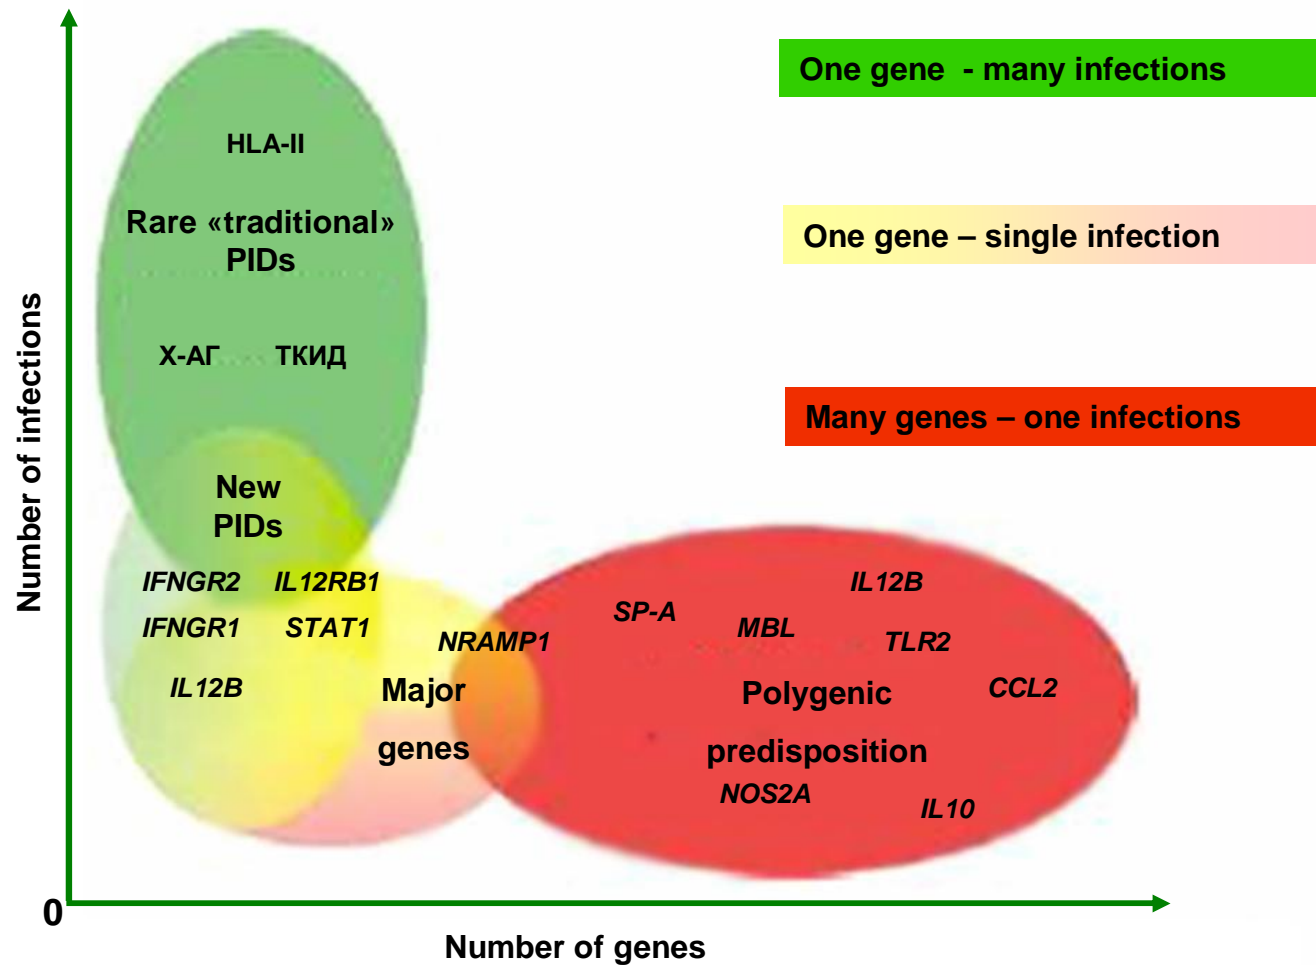 One gene  - many infections
HLA-II
Rare «traditional»
PIDs
One gene – single infection
Х-АГ
ТКИД
Many genes – one infections
Number of infections
New
PIDs
IFNGR2
IL12RB1
IFNGR1
STAT1
IL12B
NRAMP1
Major
genes
SP-A
MBL
IL12B
TLR2
CCL2
Polygenic
predisposition
NOS2A
IL10
0
Number of genes